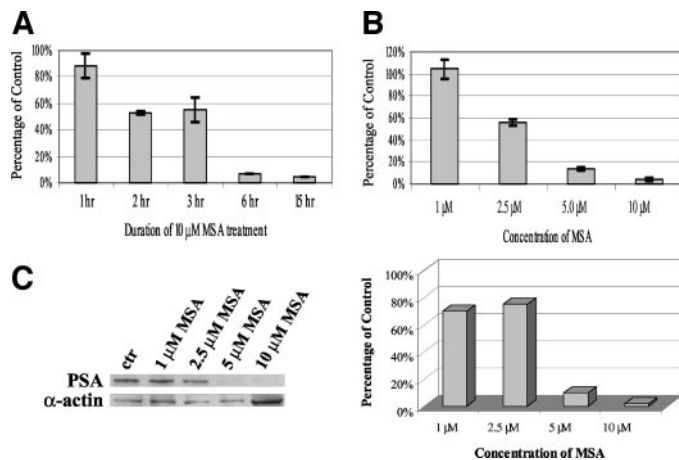 A
Percentage of Control
100%
80%
60%
40%
20%
0%
1 hr 2 hr 3 hr 6 hr 15 hr
Duration of 10 μM MSA treatment
B
Percentage of Control
120%
100%
80%
60%
40%
20%
0%
1 μM 2.5 μM 5.0 μM 10 μM
Concentration of MSA
C
ctr 1 μM MSA 2.5 μM MSA 5 μM MSA 10 μM MSA
PSA
α-actin
Percentage of Control
100%
80%
60%
40%
20%
0%
1 μM 2.5 μM 5 μM 10 μM
Concentration of MSA